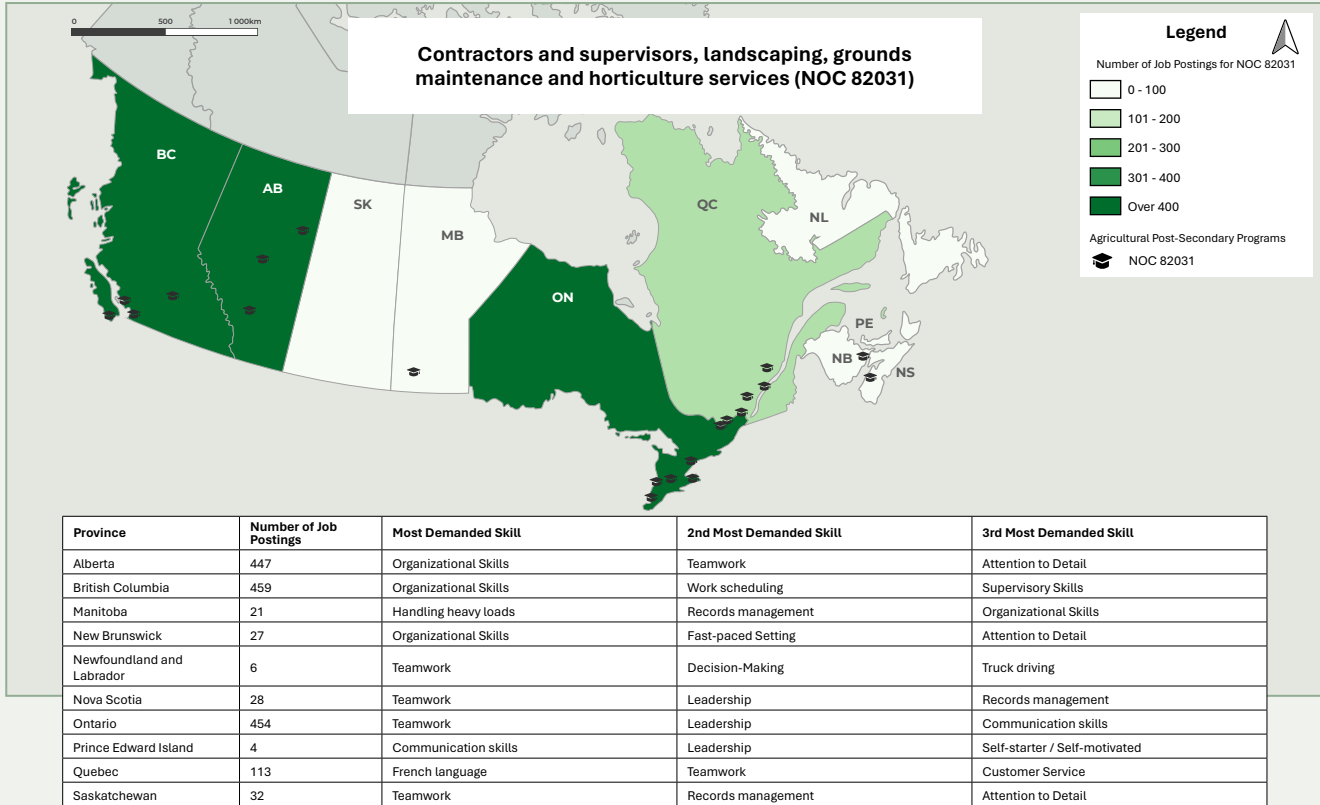 0 500 1 000km
Contractors and supervisors, landscaping, grounds
maintenance and horticulture services (NOC 82031)
Legend
Number of Job Postings for NOC 82031
0 - 100
101 - 200
201 - 300
301 - 400
Over 400
Agricultural Post-Secondary Programs
NOC 82031
BC
AB
SK
MB
ON
QC
NL
PE
NB
NS
Province Number of Job Postings Most Demanded Skill 2nd Most Demanded Skill 3rd Most Demanded Skill
Alberta 447 Organizational Skills Teamwork Attention to Detail
British Columbia 459 Organizational Skills Work scheduling Supervisory Skills
Manitoba 21 Handling heavy loads Records management Organizational Skills
New Brunswick 27 Organizational Skills Fast-paced Setting Attention to Detail
Newfoundland and Labrador 6 Teamwork Decision-Making Truck driving
Nova Scotia 28 Teamwork Leadership Records management
Ontario 454 Teamwork Leadership Communication skills
Prince Edward Island 4 Communication skills Leadership Self-starter / Self-motivated
Quebec 113 French language Teamwork Customer Service
Saskatchewan 32 Teamwork Records management Attention to Detail